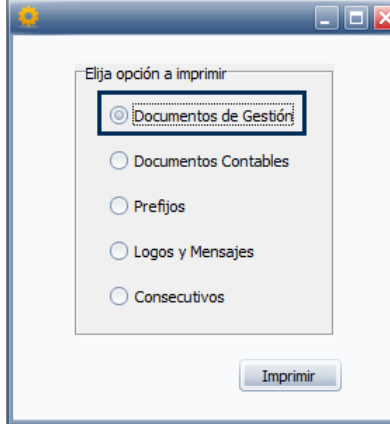 Elija opción a imprimir
Documentos de Gestión
Documentos Contables
Prefijos
Logos y Mensajes
Consecutivos
Imprimir